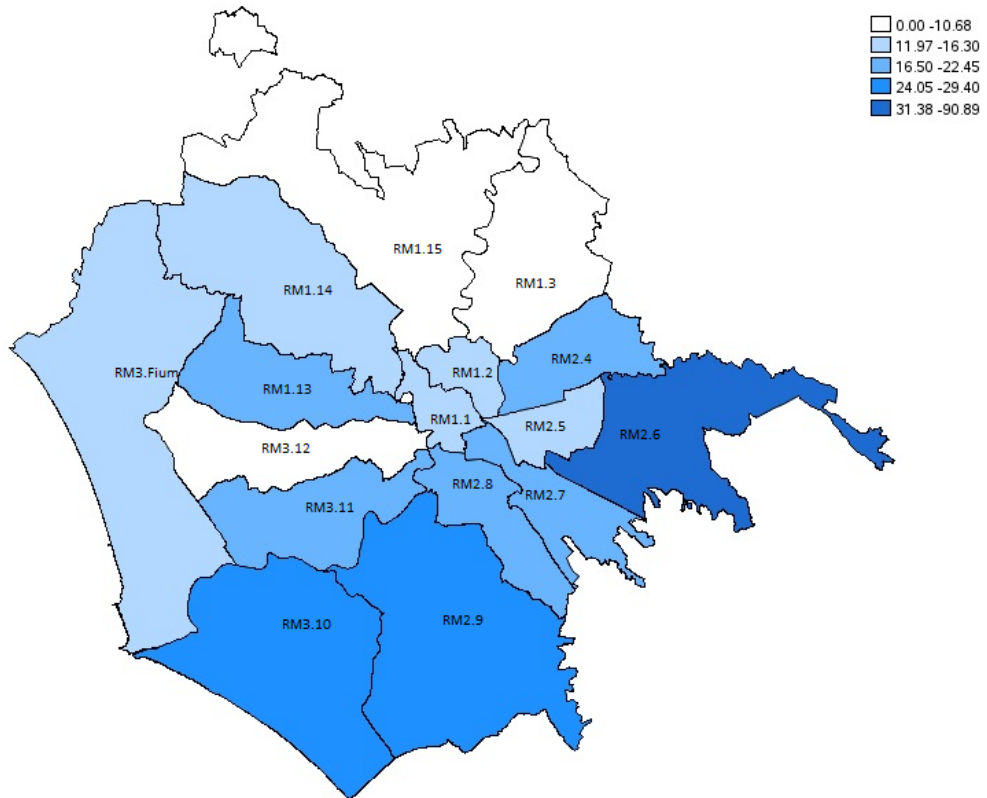 0.00 -10.68
11.97 -16.30
16.50 -22.45
24.05 -29.40
31.38 -90.89
RM1.15
RM1.3
RM1.14
RM2.4
RM3.Fium
RM1.2
RM1.13
RM1.1
RM2.5
RM2.6
RM3.12
RM2.8
RM2.7
RM3.11
RM3.10
RM2.9